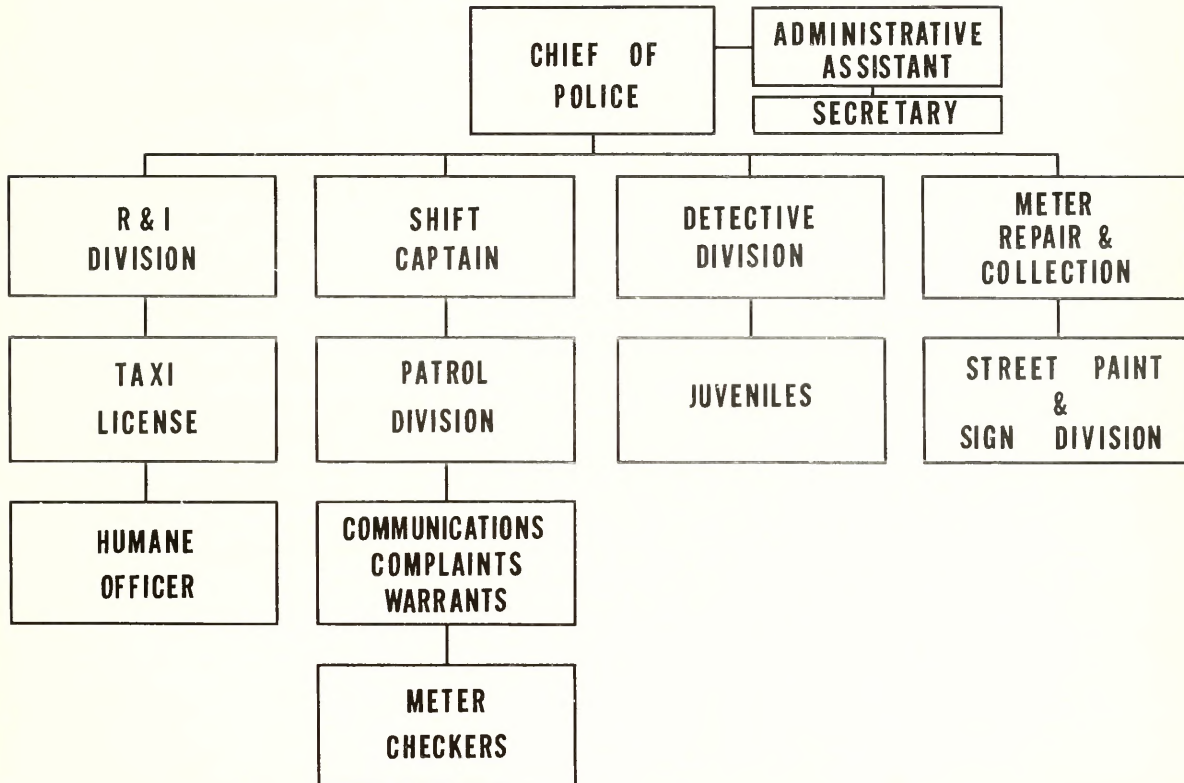 CHIEF OF
POLICE
ADMINISTRATIVE
ASSISTANT
SECRETARY
R & I
DIVISION
SHIFT
CAPTAIN
DETECTIVE
DIVISION
METER
REPAIR &
COLLECTION
TAXI
LICENSE
PATROL
DIVISION
JUVENILES
STREET PAINT
&
SIGN DIVISION
HUMANE
OFFICER
COMMUNICATIONS
COMPLAINTS
WARRANTS
METER
CHECKERS